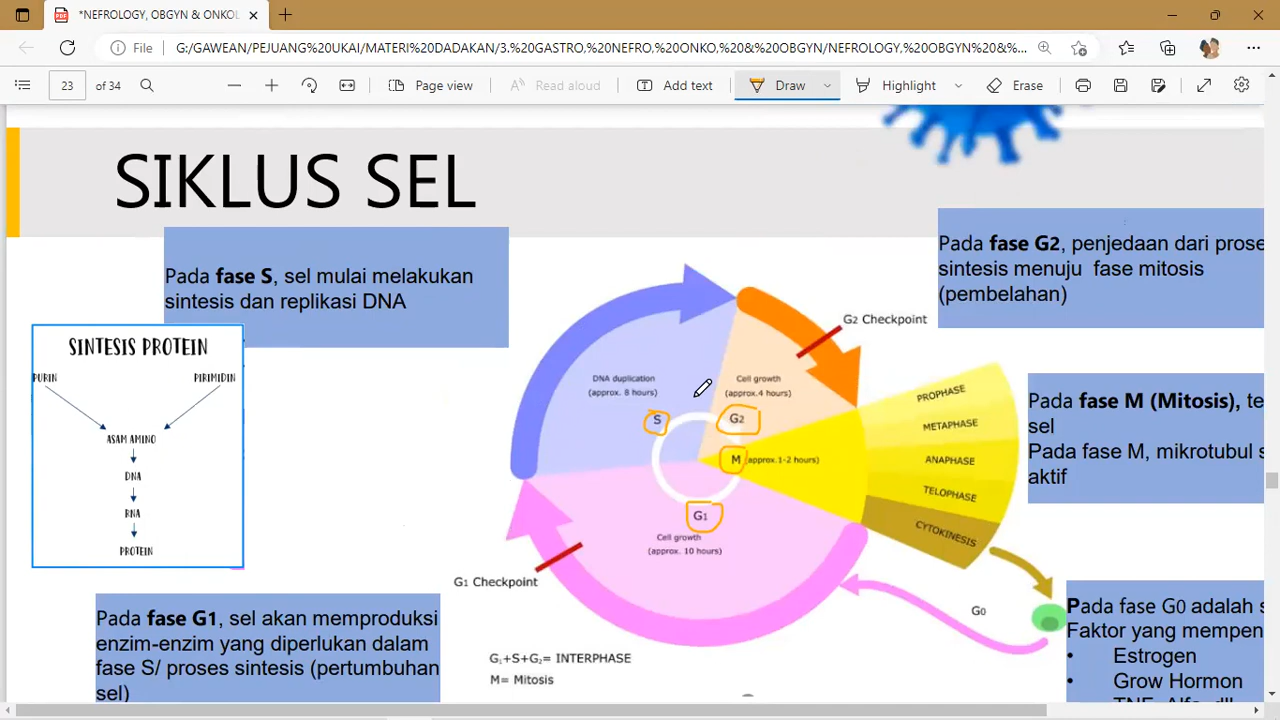 *NEFROLOGY, OBGYN & ONKOL
File
G:/GAWEAN/PEJUANG%20UKAI/MATERI%20DADAKAN/3.%20GASTRO,%20NEFRO,%20ONKO,%20&%20OBGYN/NEFROLOGY,%20OBGYN%20&%...
23 of 34
Page view
Read aloud
Add text
Draw
Highlight
Erase
SIKLUS SEL
Pada fase S, sel mulai melakukan
sintesis dan replikasi DNA
Pada fase G2, penjedaan dari prose
sintesis menuju fase mitosis
(pembelahan)
SINTESIS PROTEIN
PURIN
PIRIMIDIN
ASAM AMINO
DNA
RNA
PROTEIN
G2 Checkpoint
DNA duplication
(approx. 8 hours)
Cell growth
(approx.4 hours)
S
G2
M (approx.1-2 hours)
G1
Cell growth
(approx. 10 hours)
PROPHASE
METAPHASE
ANAPHASE
TELOPHASE
CYTOKINESIS
Pada fase M (Mitosis), te
sel
Pada fase M, mikrotubul s
aktif
G1 Checkpoint
G0
Pada fase G1, sel akan memproduksi
enzim-enzim yang diperlukan dalam
fase S/ proses sintesis (pertumbuhan
sel)
G1+S+G2= INTERPHASE
M= Mitosis
Pada fase G0 adalah s
Faktor yang mempen
• Estrogen
• Grow Hormon
TNF, Alfa, dll